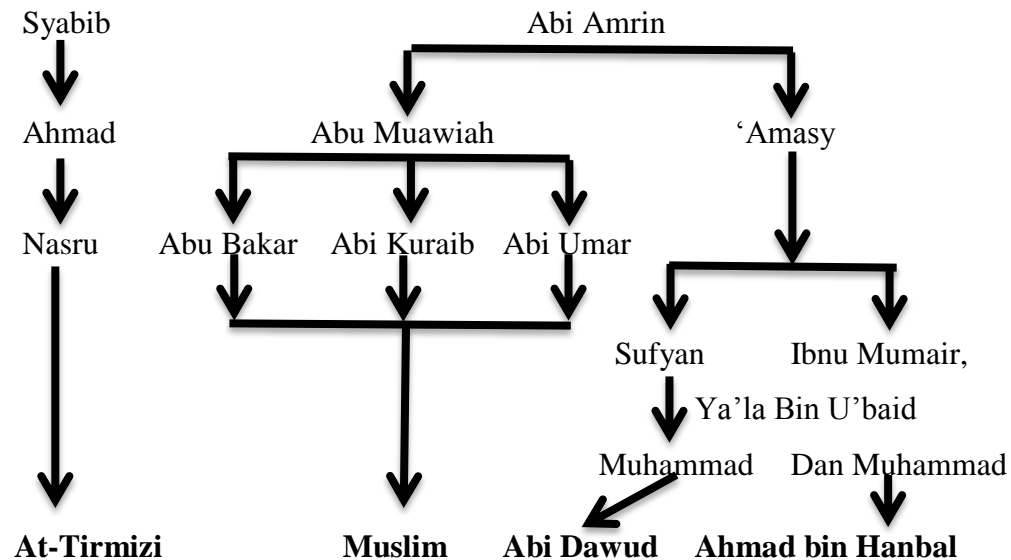 Syabib Abi Amrin
Ahmad Abu Muawiah ‘Amasy
Nasru Abu Bakar Abi Kuraib Abi Umar
Sufyan Ibnu Mumair,
Ya’la Bin U’baid
Muhammad Dan Muhammad
At-Tirmizi Muslim Abi Dawud Ahmad bin Hanbal